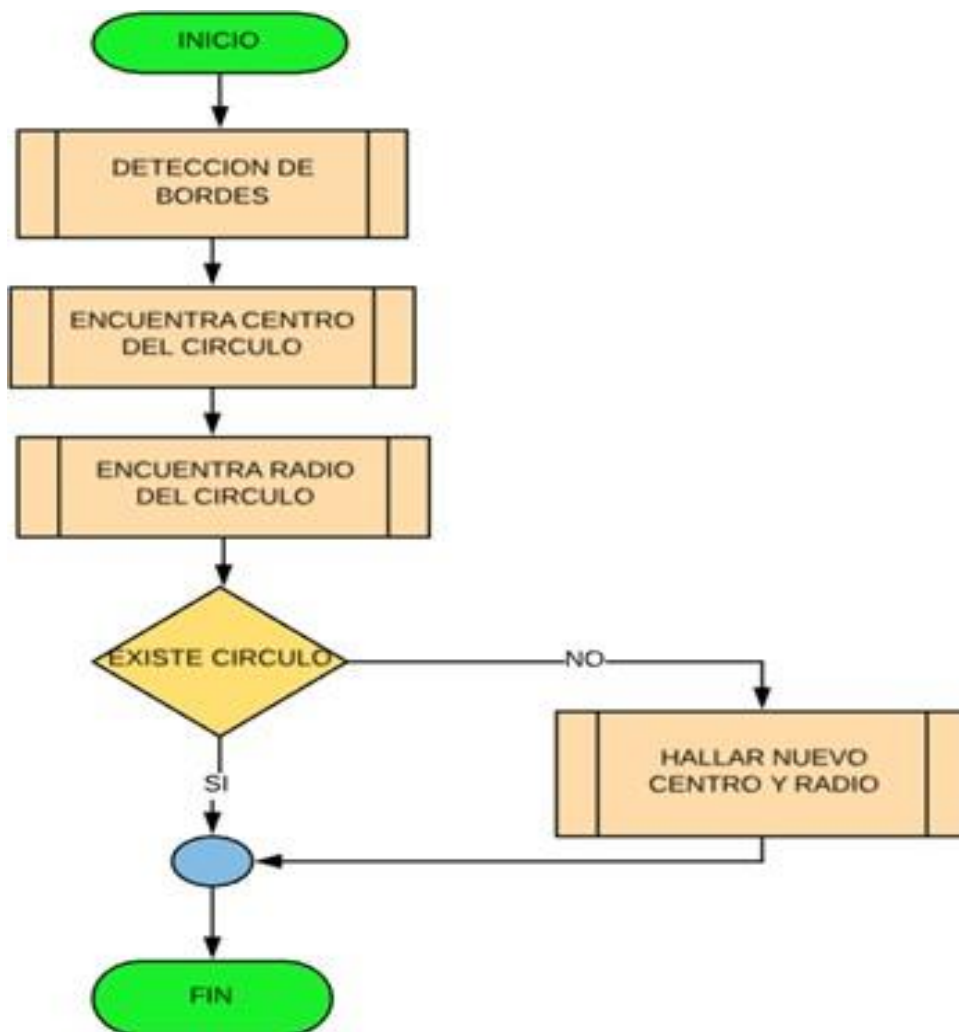 INICIO
DETECCION DE
BORDES
ENCUENTRA CENTRO
DEL CIRCULO
ENCUENTRA RADIO
DEL CIRCULO
EXISTE CIRCULO
NO
HALLAR NUEVO
CENTRO Y RADIO
SI
FIN